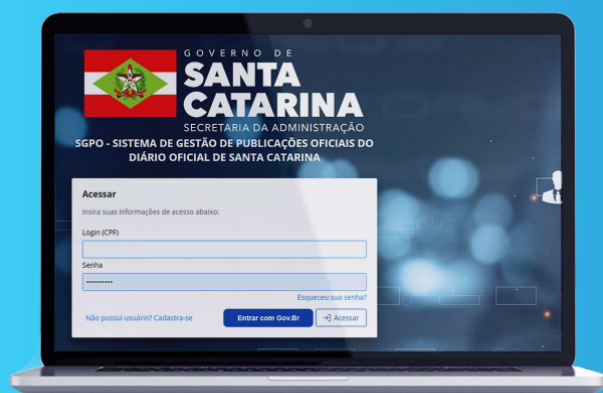 GOVERNO DE
SANTA
CATARINA
SECRETARIA DA ADMINISTRAÇÃO
SGPO - SISTEMA DE GESTÃO DE PUBLICAÇÕES OFICIAIS DO
DIÁRIO OFICIAL DE SANTA CATARINA
Acessar
Insira suas informações de acesso abaixo:
Login (CPF)
Senha
Esqueceu sua senha?
Não possui usuário? Cadastra-se Entrar com Gov.Br Acessar